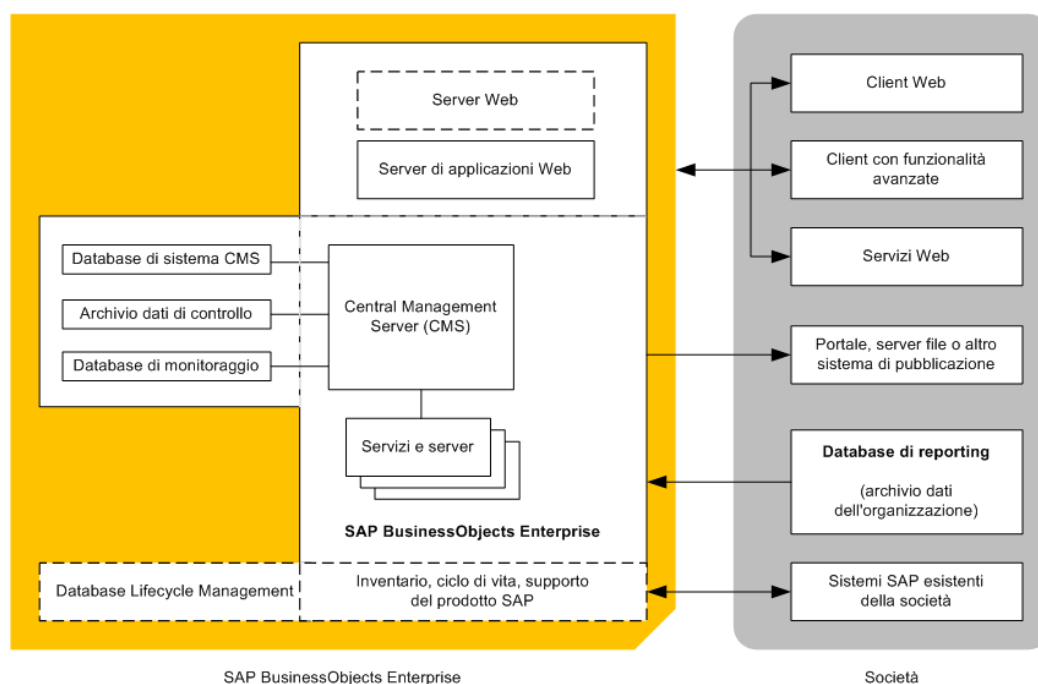 Server Web
Server di applicazioni Web
Database di sistema CMS
Archivio dati di controllo
Database di monitoraggio
Central Management
Server (CMS)
Servizi e server
SAP BusinessObjects Enterprise
Database Lifecycle Management
Inventario, ciclo di vita, supporto
del prodotto SAP
Client Web
Client con funzionalità
avanzate
Servizi Web
Portale, server file o altro
sistema di pubblicazione
Database di reporting
(archivio dati
dell'organizzazione)
Sistemi SAP esistenti
della società
SAP BusinessObjects Enterprise
Società